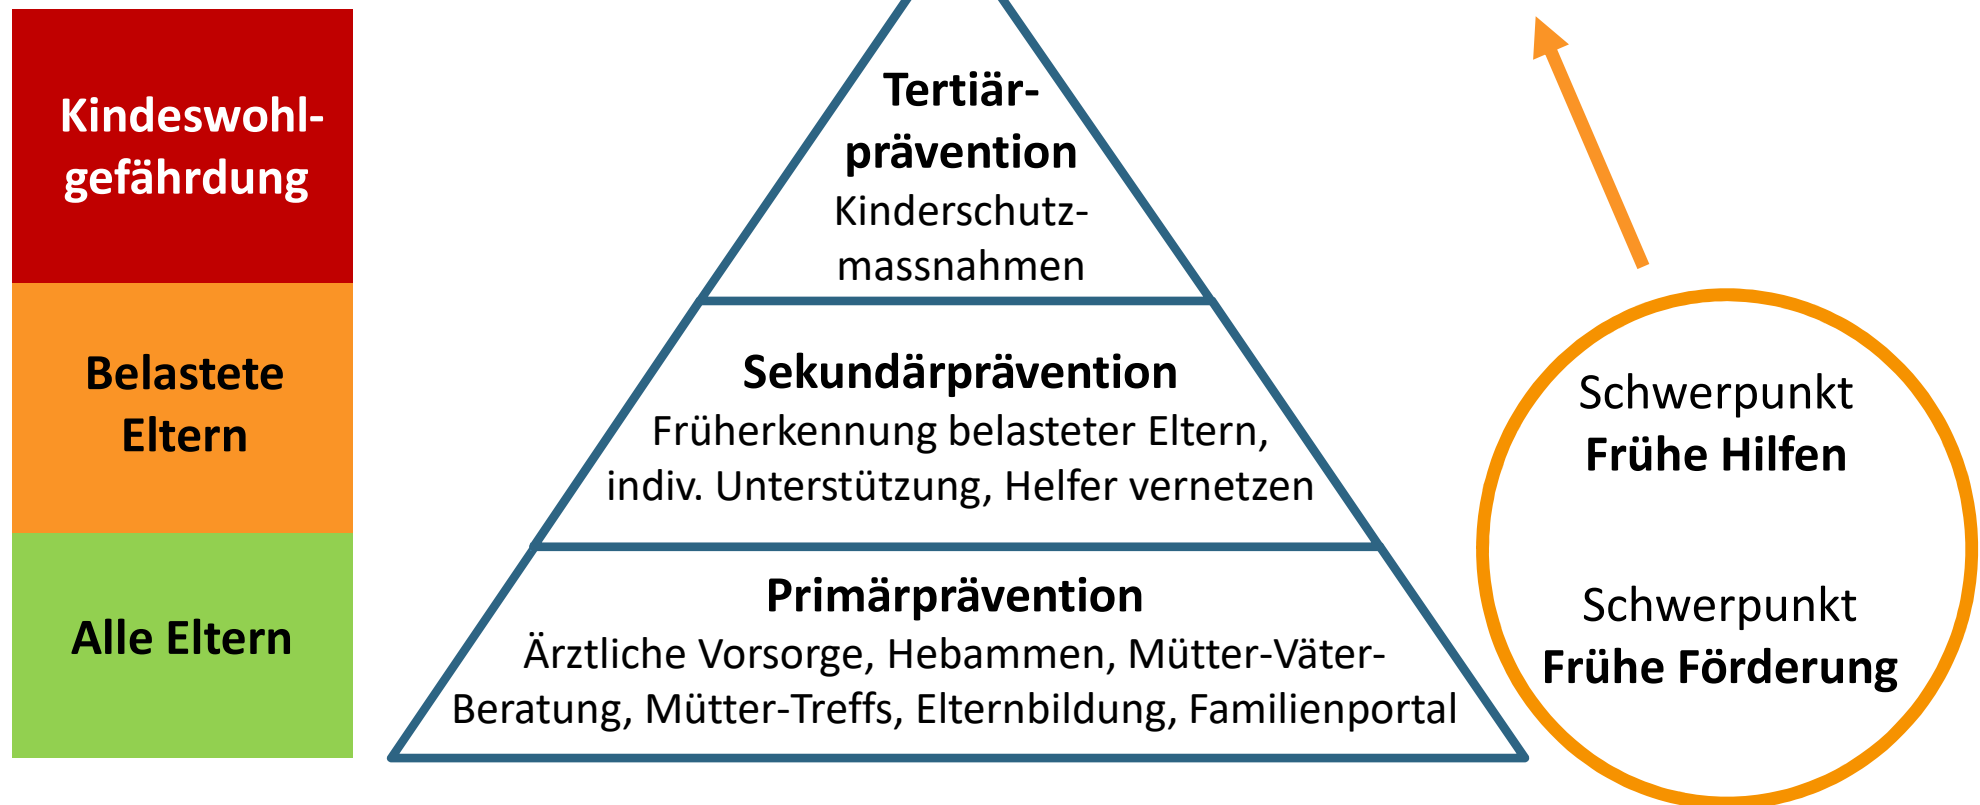 Kindeswohl-
gefährdung
Belastete
Eltern
Alle Eltern
Tertiär-
prävention
Kinderschutz-
massnahmen
Sekundärprävention
Früherkennung belasteter Eltern,
indiv. Unterstützung, Helfer vernetzen
Primärprävention
Ärztliche Vorsorge, Hebammen, Mütter-Väter-
Beratung, Mütter-Treffs, Elternbildung, Familienportal
Schwerpunkt
Frühe Hilfen
Schwerpunkt
Frühe Förderung